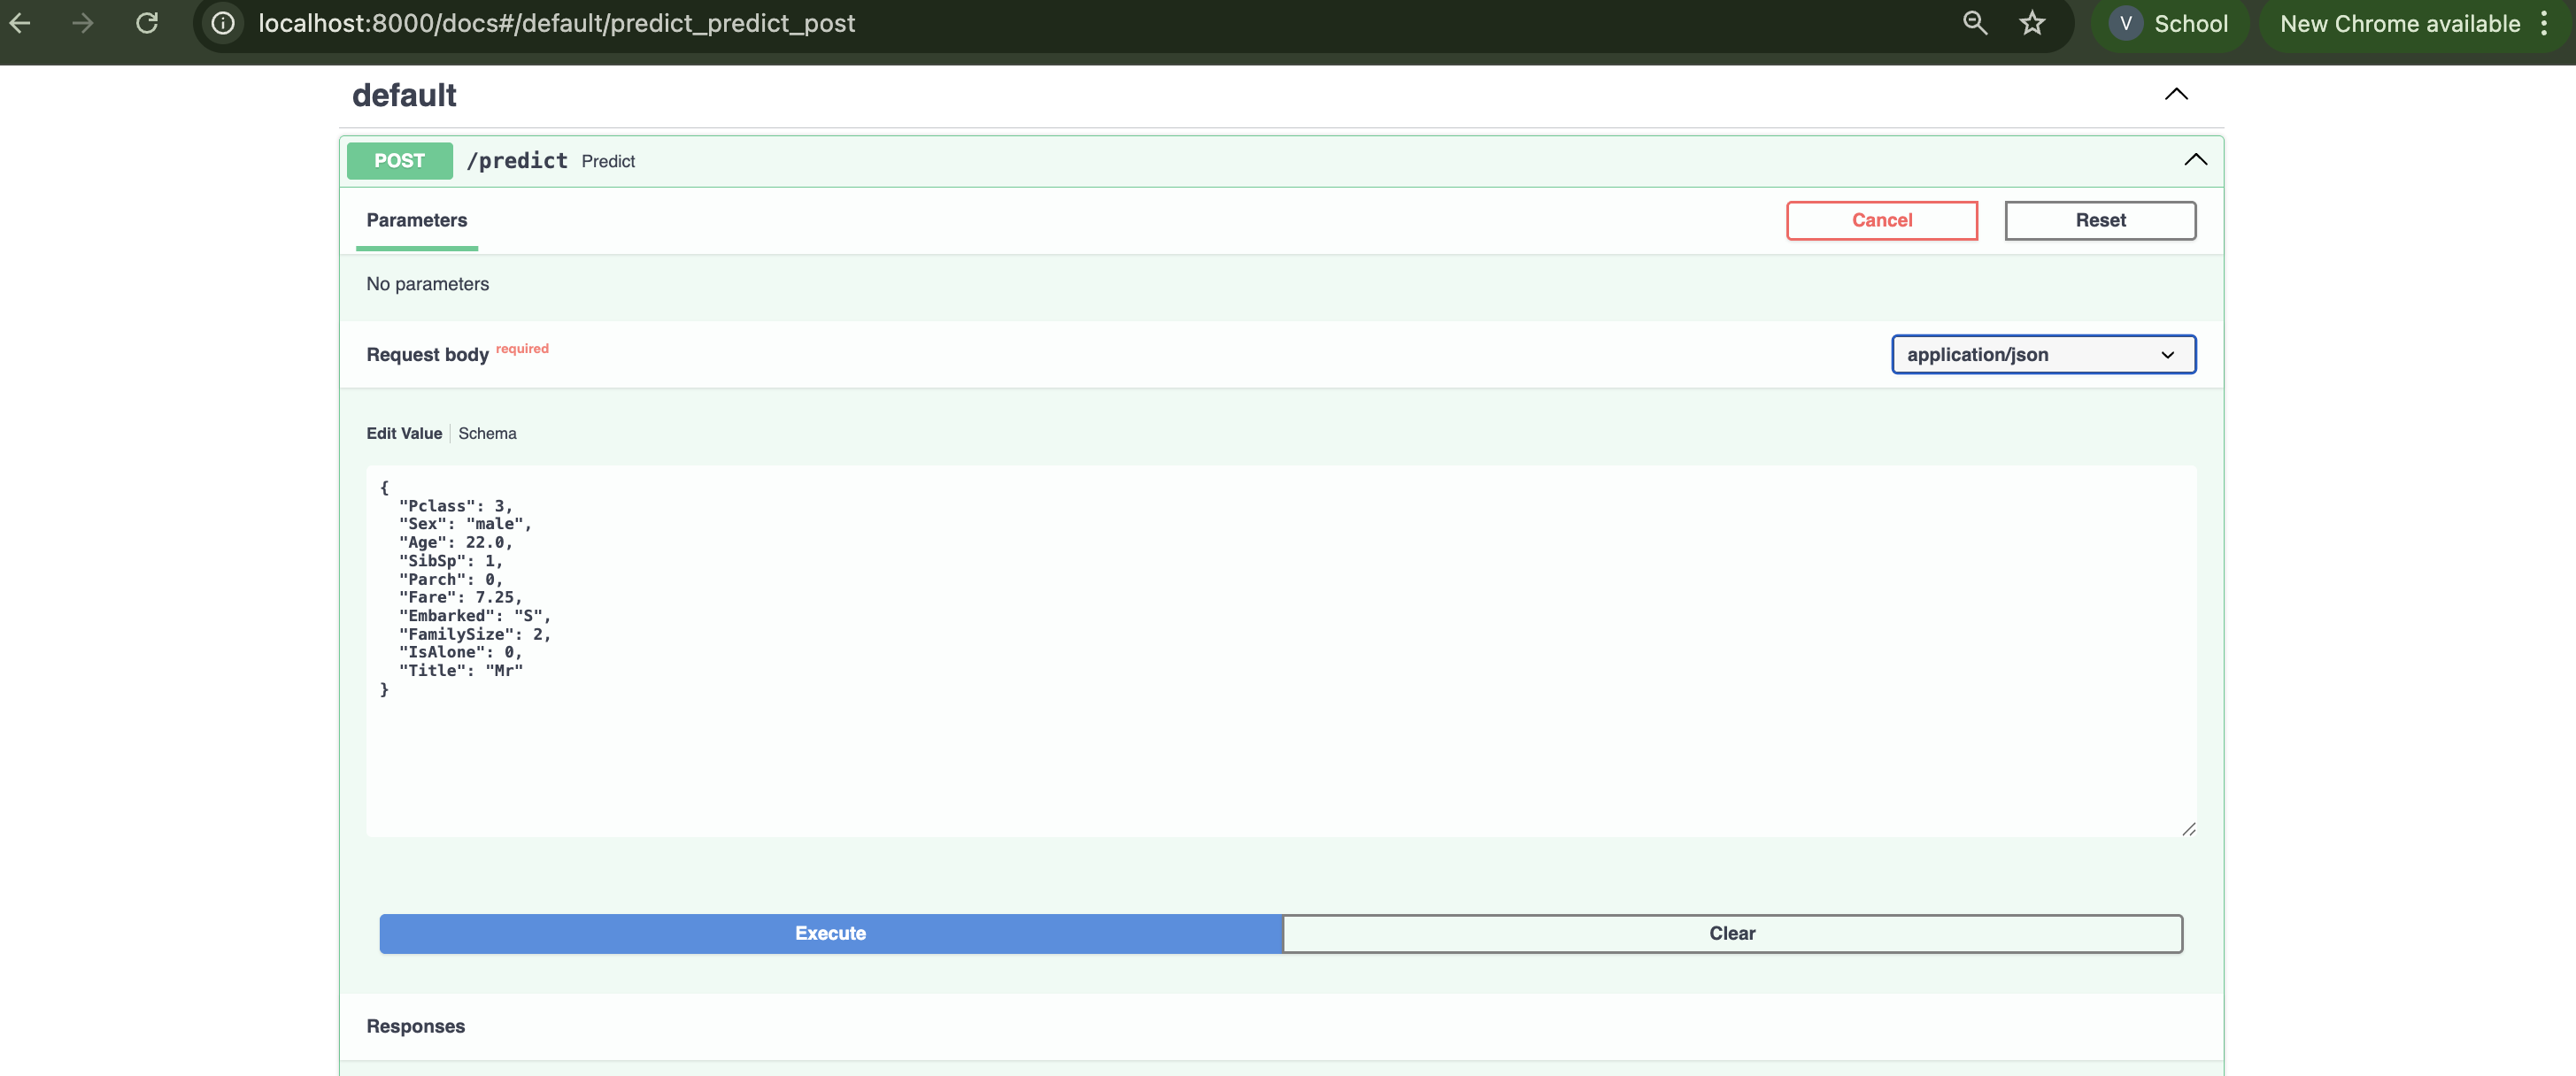 localhost:8000/docs#/default/predict_predict_post
V School
New Chrome available
default
POST /predict Predict
Parameters
Cancel
Reset
No parameters
Request body required
application/json
Edit Value Schema
{
  "Pclass": 3,
  "Sex": "male",
  "Age": 22.0,
  "SibSp": 1,
  "Parch": 0,
  "Fare": 7.25,
  "Embarked": "S",
  "FamilySize": 2,
  "IsAlone": 0,
  "Title": "Mr"
}
Execute
Clear
Responses